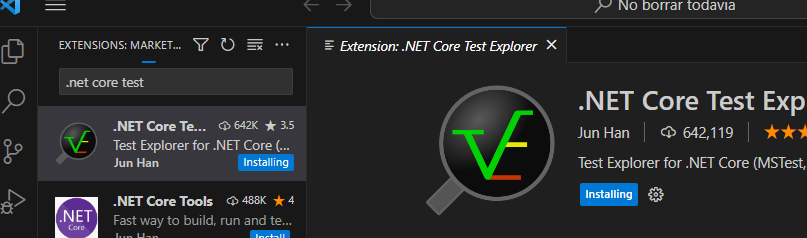 No borrar todavia
EXTENSIONS: MARKET...
.net core test
.NET Core Te... 642K 3.5
Test Explorer for .NET Core (...
Jun Han Installing
.NET Core Tools 488K 4
Fast way to build, run and te...
Jun Han Install
.NET
Core
Extension: .NET Core Test Explorer
.NET Core Test Exp
Jun Han 642,119
Test Explorer for .NET Core (MSTest,
Installing